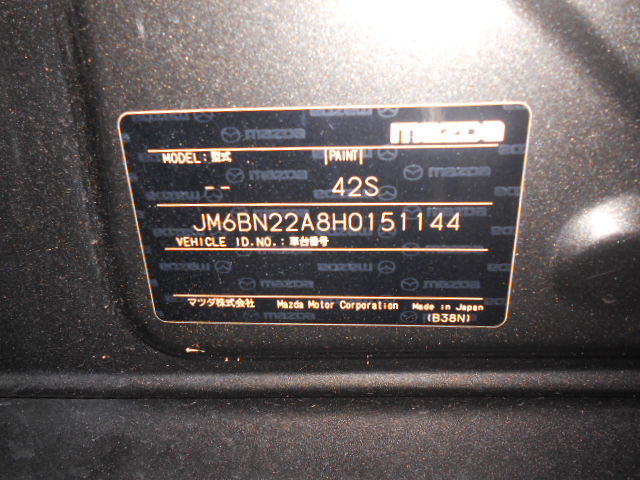 mazda
MODEL: 型式 PAINT
-- 42S
JM6BN22A8H0151144
VEHICLE ID.NO.: 車台番号
マツダ株式会社 Mazda Motor Corporation Made in Japan
(B38N)